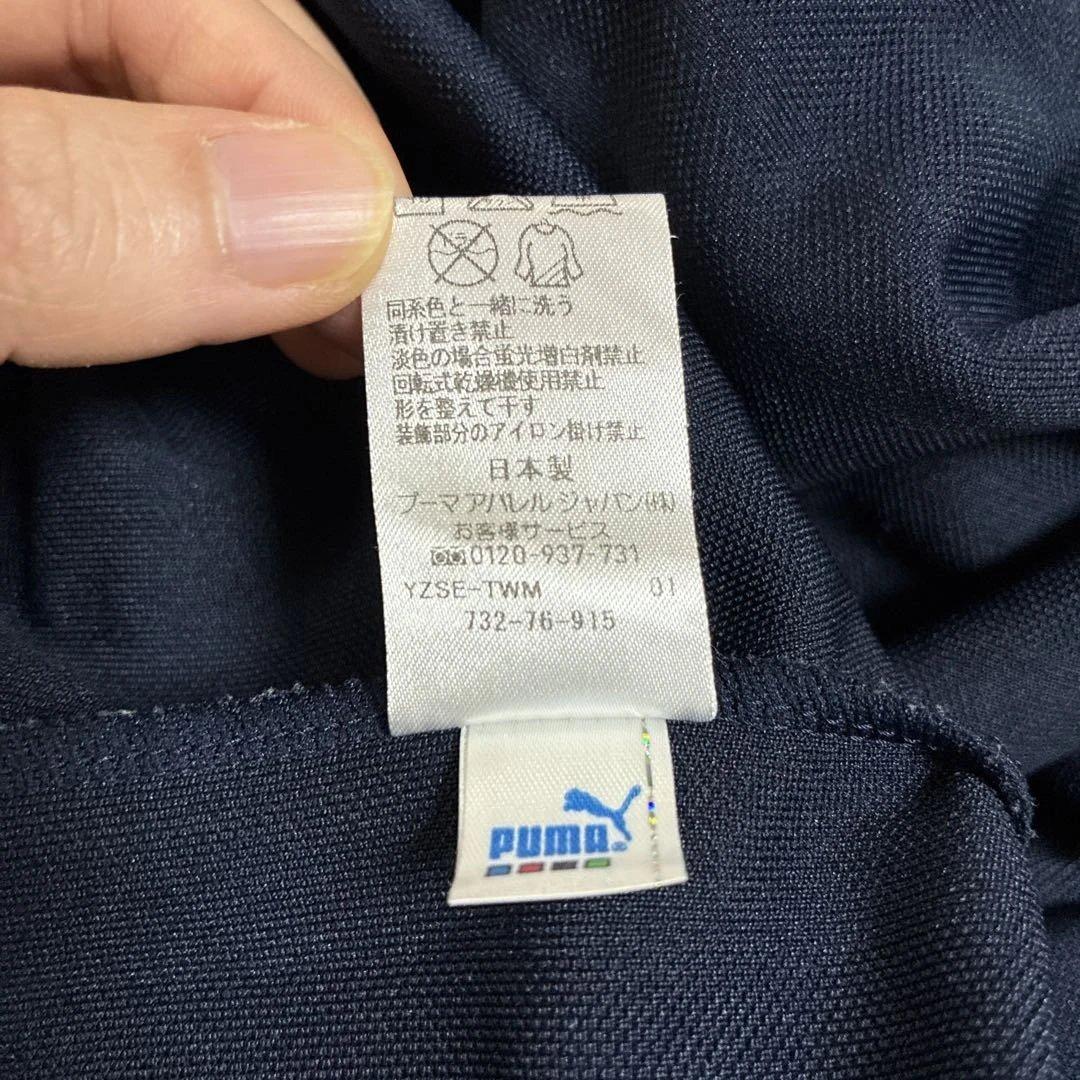 同系色と一緒に洗う
漬け置き禁止
淡色の場合蛍光増白剤禁止
回転式乾燥機使用禁止
形を整えて干す
装飾部分のアイロン掛け禁止
日本製
プーマアパレルジャパン(株)
お客様サービス
0120-937-731
YZSE-TWM 01
732-76-915
PUMA